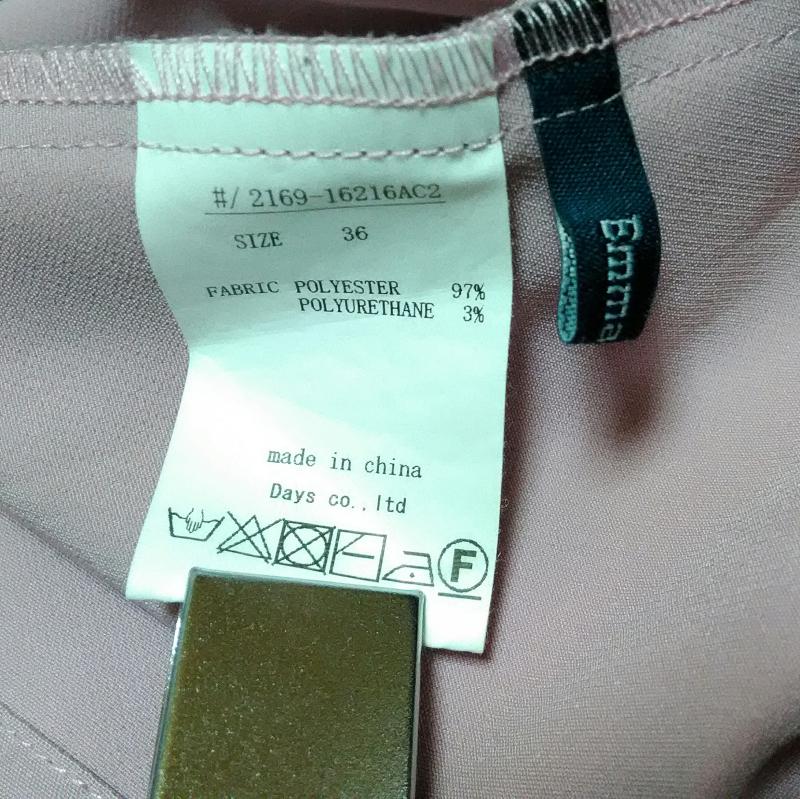 #/ 2169-16216AC2
SIZE 36
FABRIC POLYESTER 97%
POLYURETHANE 3%
made in china
Days co., ltd
F
Emma